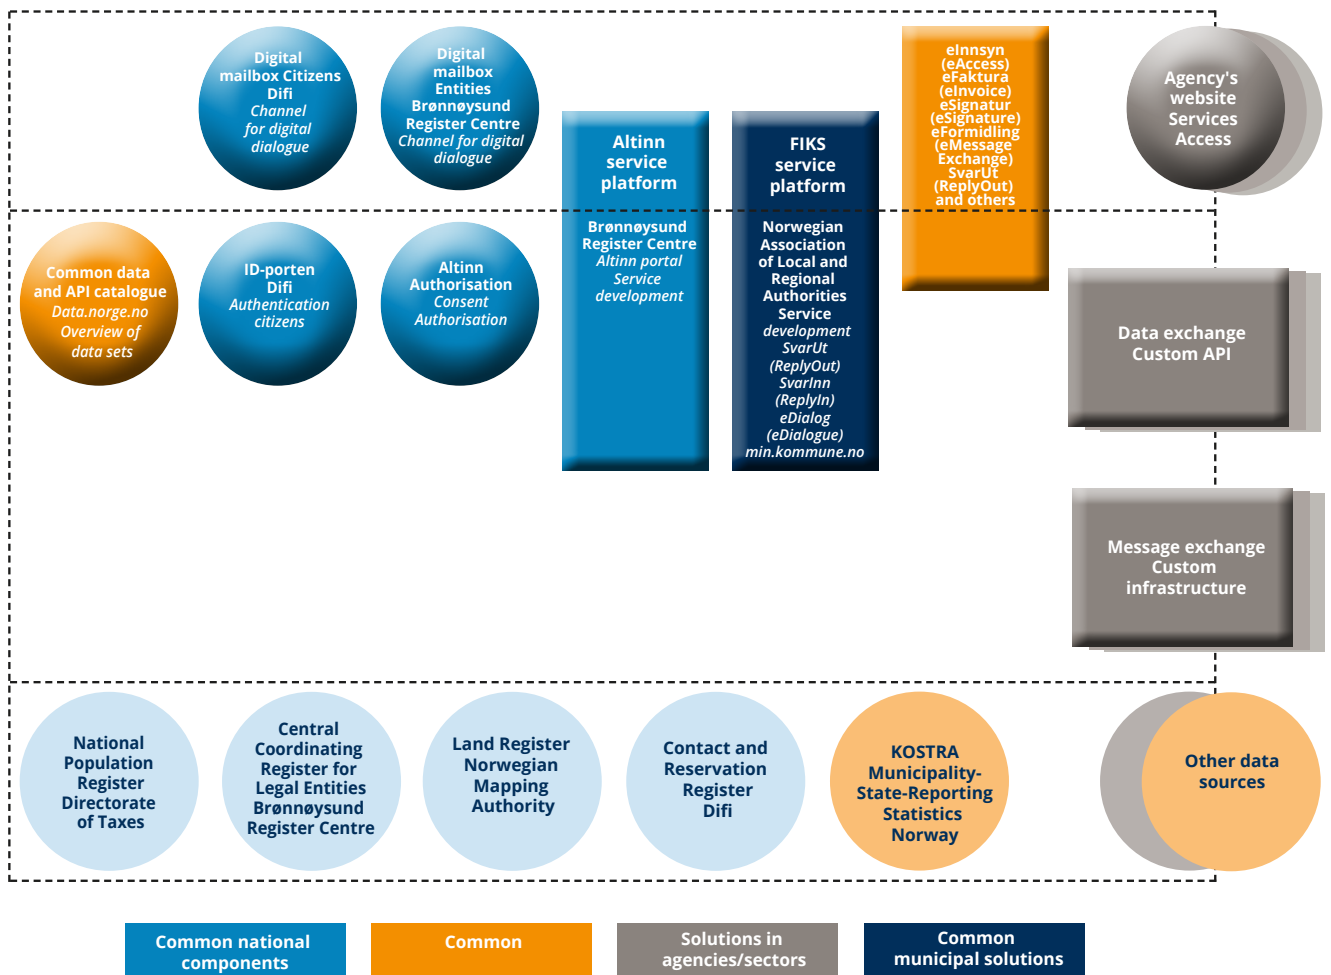 Digital
mailbox Citizens
Difi
Channel
for digital
dialogue
Digital
mailbox
Entities
Brønnøysund
Register Centre
Channel for digital
dialogue
Altinn
service
platform
Brønnøysund
Register Centre
Altinn portal
Service
development
FIKS
service
platform
Norwegian
Association
of Local and
Regional
Authorities
Service
development
SvarUt
(ReplyOut)
SvarInn
(ReplyIn)
eDialog
(eDialogue)
min.kommune.no
eInnsyn
(eAccess)
eFaktura
(eInvoice)
eSignatur
(eSignature)
eFormidling
(eMessage
Exchange)
SvarUt
(ReplyOut)
and others
Agency's
website
Services
Access
Common data
and API catalogue
Data.norge.no
Overview of
data sets
ID-porten
Difi
Authentication
citizens
Altinn
Authorisation
Consent
Authorisation
Data exchange
Custom API
Message exchange
Custom
infrastructure
National
Population
Register
Directorate
of Taxes
Central
Coordinating
Register for
Legal Entities
Brønnøysund
Register Centre
Land Register
Norwegian
Mapping
Authority
Contact and
Reservation
Register
Difi
KOSTRA
Municipality-
State-Reporting
Statistics
Norway
Other data
sources
Common national
components
Common
Solutions in
agencies/sectors
Common
municipal solutions